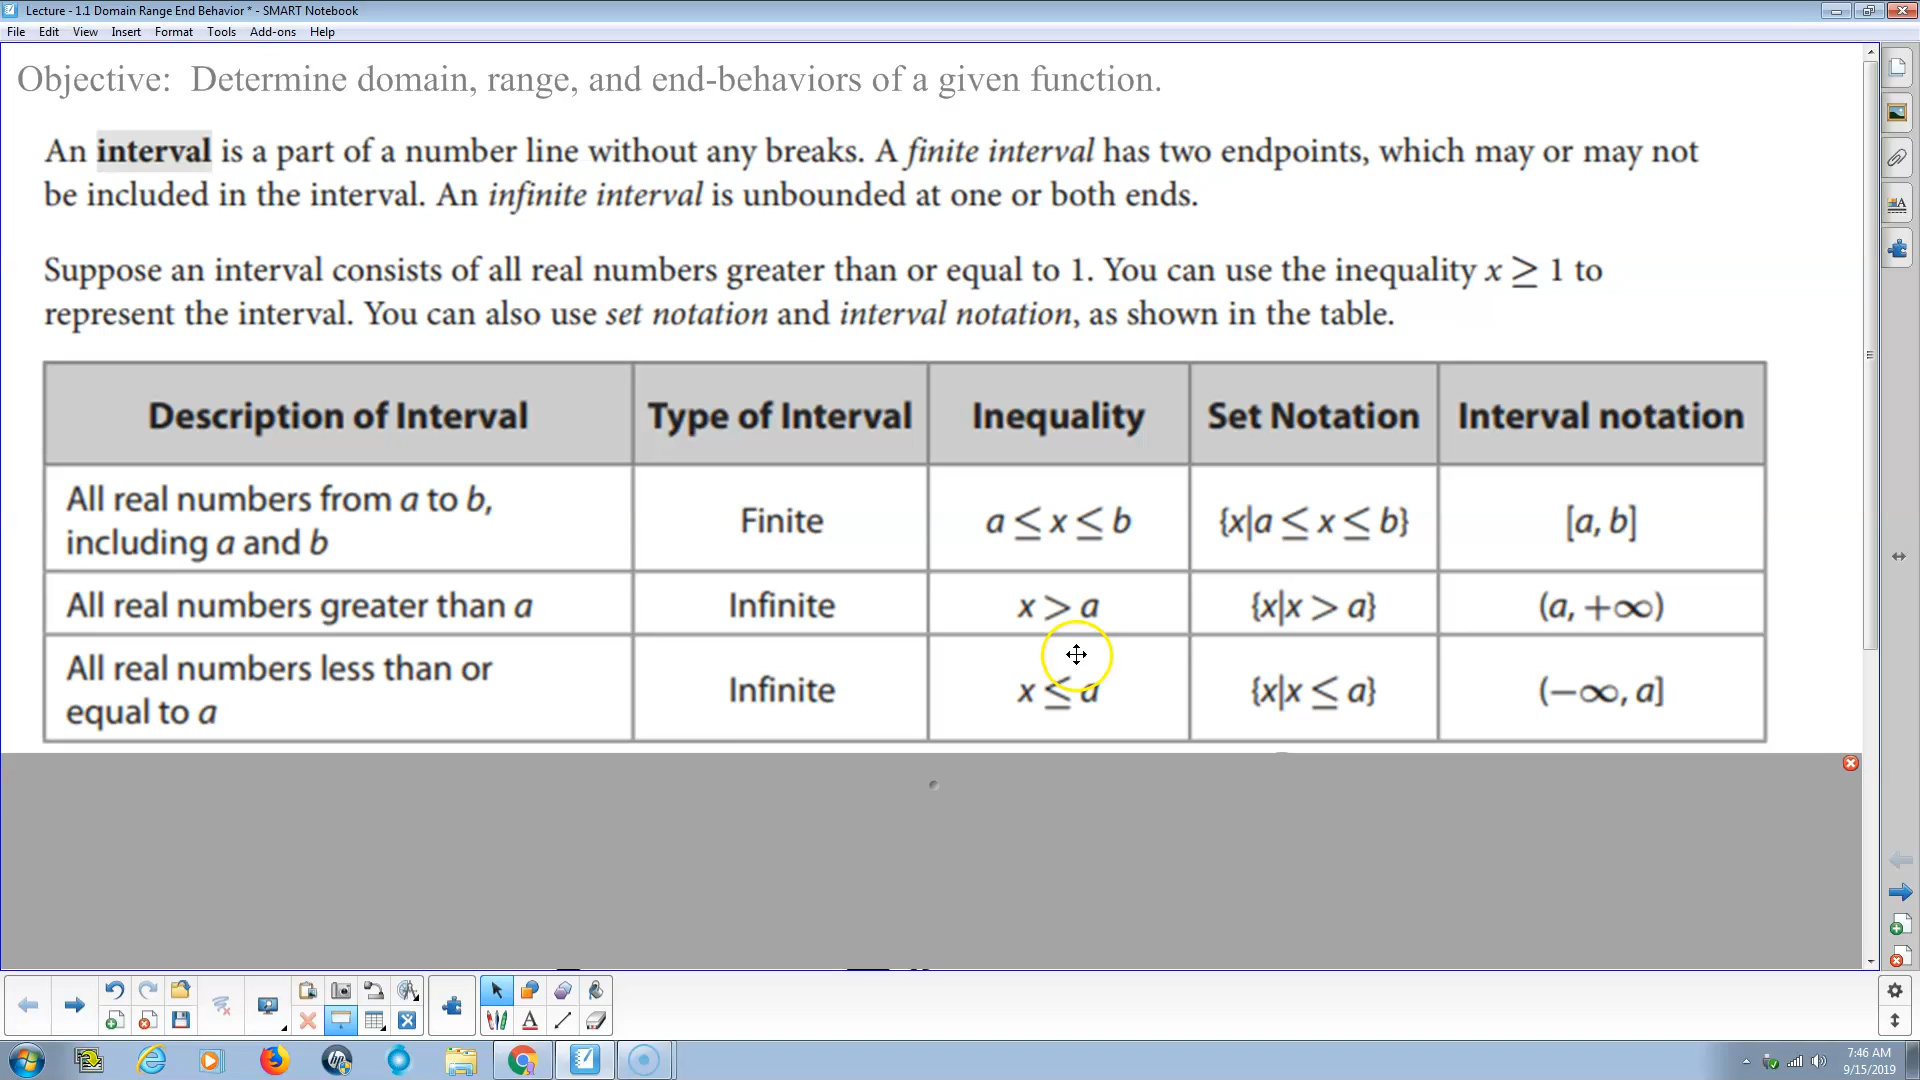 Lecture - 1.1 Domain Range End Behavior * - SMART Notebook
File Edit View Insert Format Tools Add-ons Help
Objective: Determine domain, range, and end-behaviors of a given function.
An interval is a part of a number line without any breaks. A finite interval has two endpoints, which may or may not
be included in the interval. An infinite interval is unbounded at one or both ends.
Suppose an interval consists of all real numbers greater than or equal to 1. You can use the inequality x ≥ 1 to
represent the interval. You can also use set notation and interval notation, as shown in the table.
Description of Interval Type of Interval Inequality Set Notation Interval notation
All real numbers from a to b,
including a and b
Finite a ≤ x ≤ b {x|a ≤ x ≤ b} [a, b]
All real numbers greater than a Infinite x > a {x|x > a} (a, +∞)
All real numbers less than or
equal to a
Infinite x ≤ a {x|x ≤ a} (−∞, a]
7:46 AM
9/15/2019